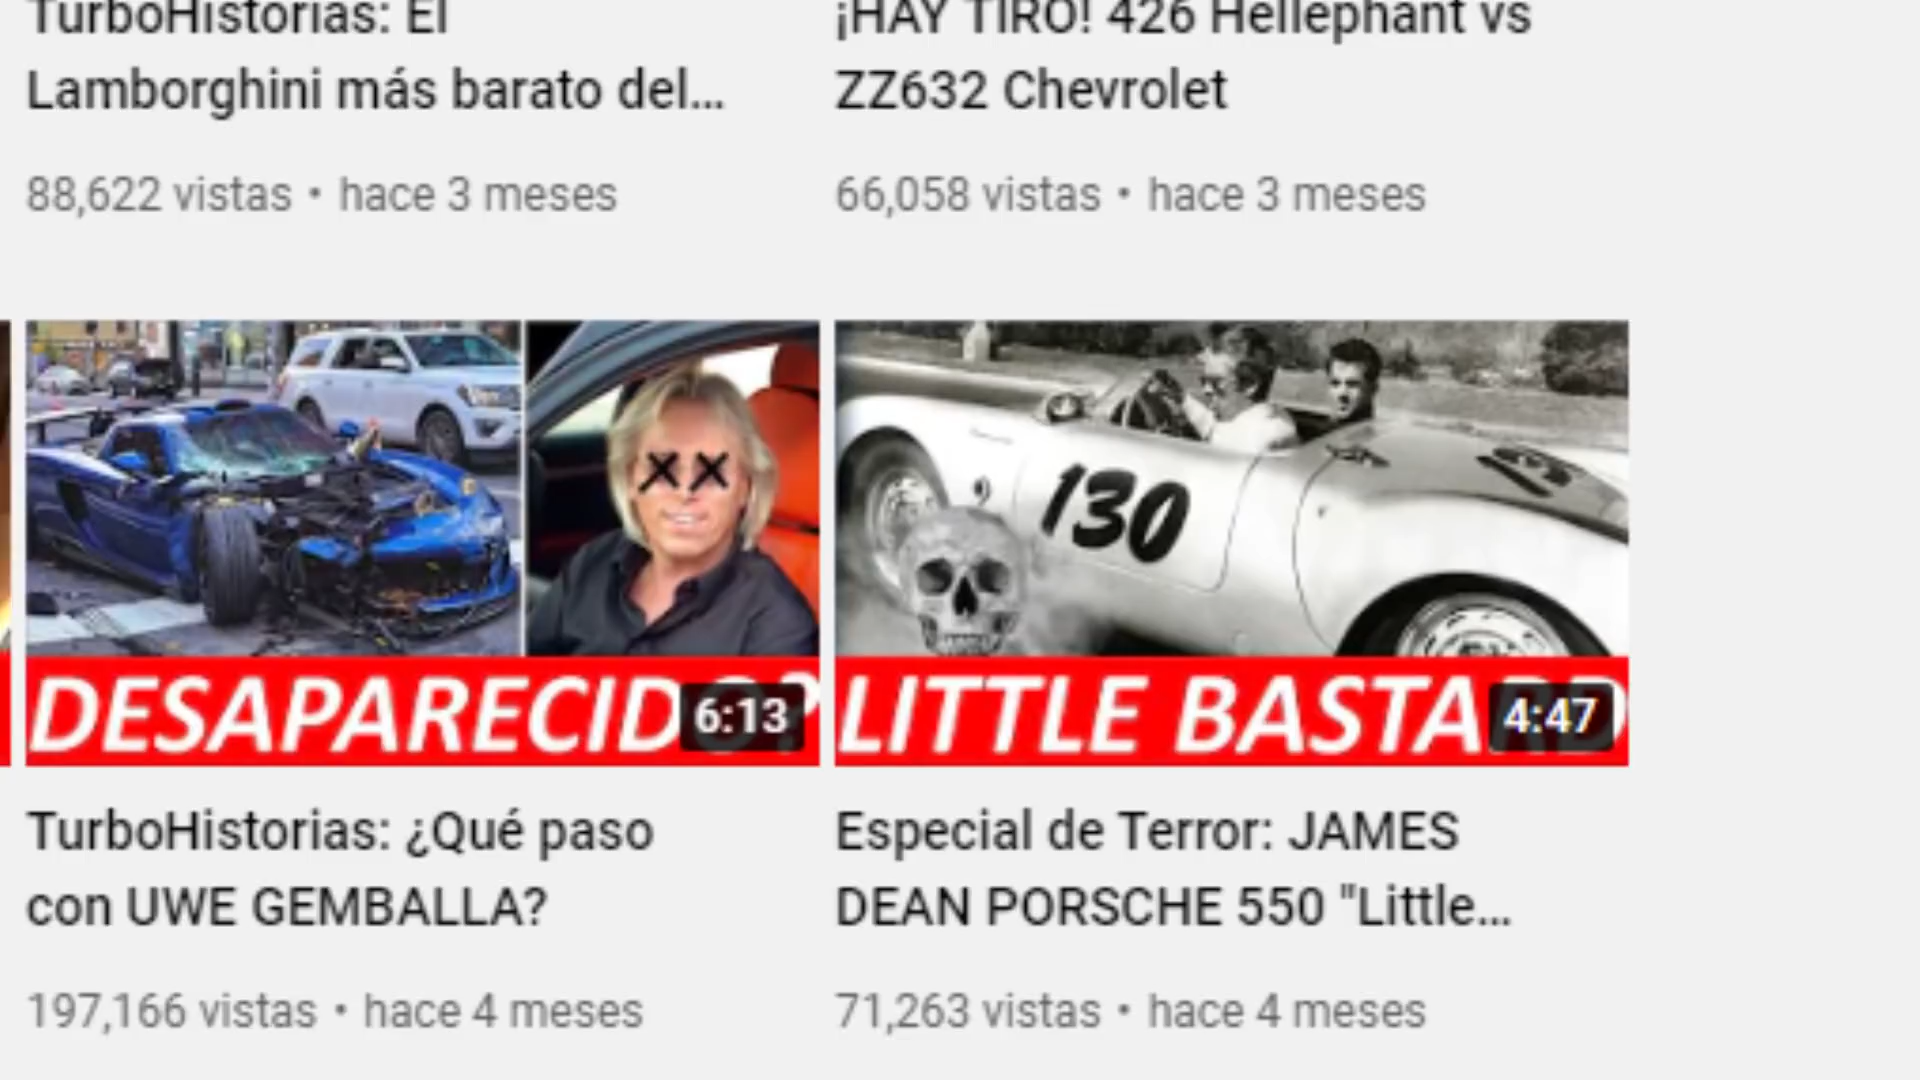 TurboHistorias: El
Lamborghini más barato del...
88,622 vistas • hace 3 meses
¡HAY TIRO! 426 Hellephant vs
ZZ632 Chevrolet
66,058 vistas • hace 3 meses
DESAPARECIDO?
6:13
TurboHistorias: ¿Qué paso
con UWE GEMBALLA?
197,166 vistas • hace 4 meses
130
LITTLE BASTARD
4:47
Especial de Terror: JAMES
DEAN PORSCHE 550 "Little...
71,263 vistas • hace 4 meses